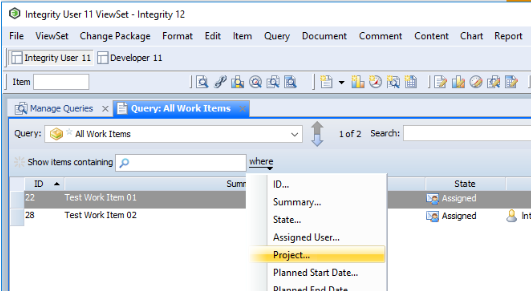 Integrity User 11 ViewSet - Integrity 12
File ViewSet Change Package Format Edit Item Query Document Comment Content Chart Report
Integrity User 11 Developer 11
Item
Manage Queries Query: All Work Items
Query: All Work Items 1 of 2 Search:
Show items containing where
ID Summ State
22 Test Work Item 01 Assigned
28 Test Work Item 02 Assigned Int
ID...
Summary...
State...
Assigned User...
Project...
Planned Start Date...
Planned End Date